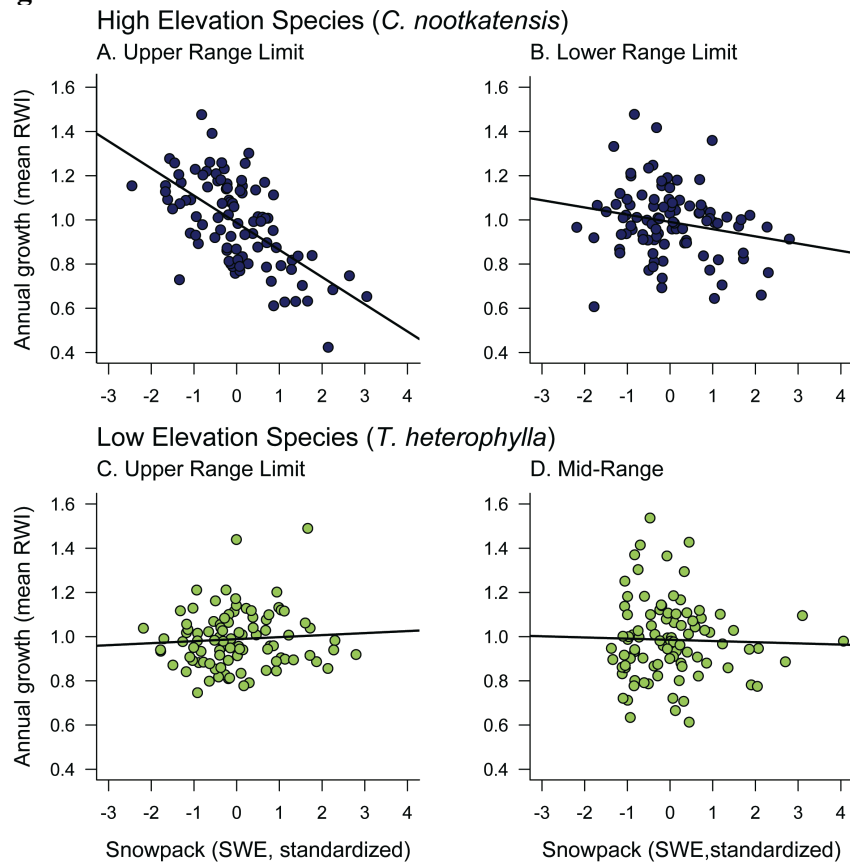 High Elevation Species (C. nootkatensis)
A. Upper Range Limit
B. Lower Range Limit
Annual growth (mean RWI)
1.6
1.4
1.2
1.0
0.8
0.6
0.4
-3 -2 -1 0 1 2 3 4
1.6
1.4
1.2
1.0
0.8
0.6
0.4
-3 -2 -1 0 1 2 3 4
Low Elevation Species (T. heterophylla)
C. Upper Range Limit
D. Mid-Range
Annual growth (mean RWI)
1.6
1.4
1.2
1.0
0.8
0.6
0.4
-3 -2 -1 0 1 2 3 4
Snowpack (SWE, standardized)
1.6
1.4
1.2
1.0
0.8
0.6
0.4
-3 -2 -1 0 1 2 3 4
Snowpack (SWE,standardized)